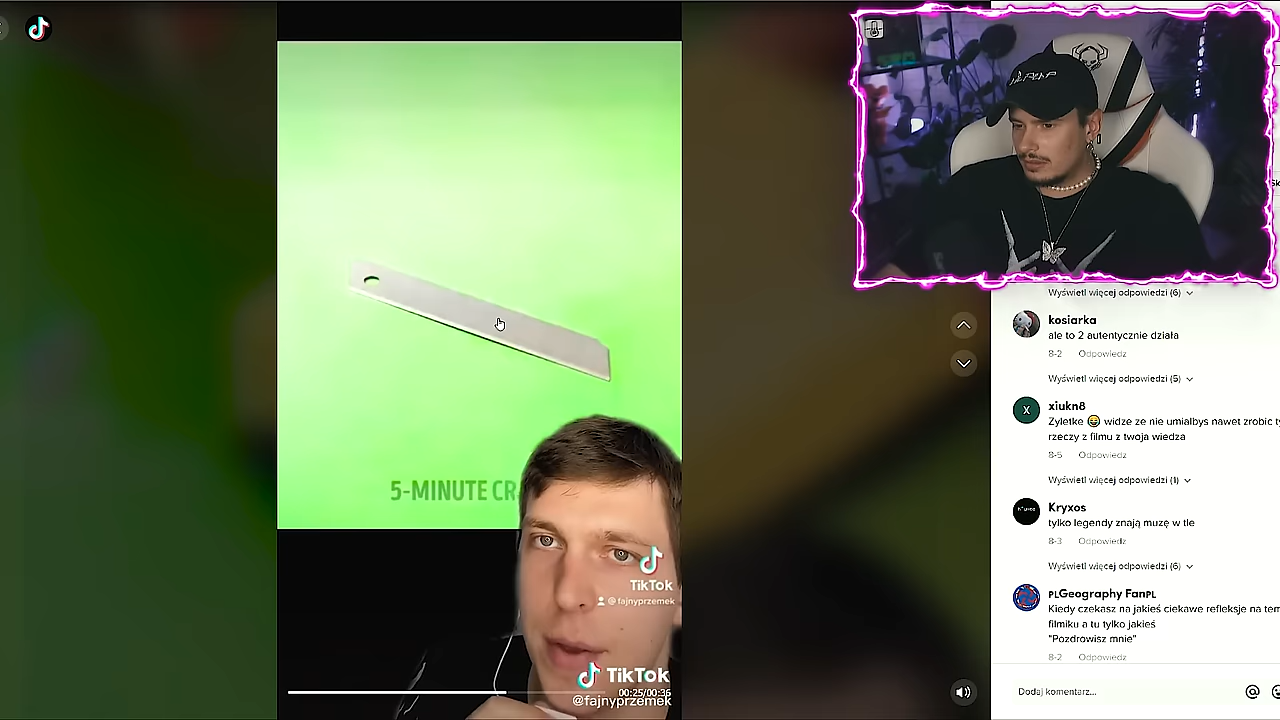 5-MINUTE CR
TikTok
@fajnyprzemek
TikTok
00:25/00:36
@fajnyprzemek
Wyświetl więcej odpowiedzi (6)
kosiarka
ale to 2 autentycznie działa
8-2 Odpowiedz
Wyświetl więcej odpowiedzi (5)
X
xiukn8
Zyletke 😅 widze ze nie umialbys nawet zrobic ty
rzeczy z filmu z twoja wiedza
8-5 Odpowiedz
Wyświetl więcej odpowiedzi (1)
Kryxos
tylko legendy znają muzę w tle
8-3 Odpowiedz
Wyświetl więcej odpowiedzi (6)
PLGeography FanPL
Kiedy czekasz na jakieś ciekawe refleksje na tem
filmiku a tu tylko jakieś
"Pozdrowisz mnie"
8-2 Odpowiedz
Dodaj komentarz...